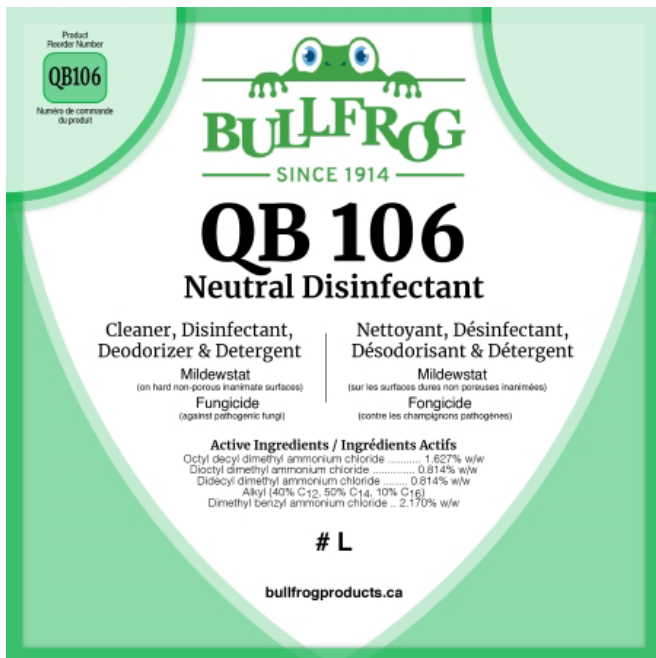 Product
Reorder Number
QB106
Numéro de commande
du produit
BULLFROG
SINCE 1914
QB 106
Neutral Disinfectant
Cleaner, Disinfectant,
Deodorizer & Detergent
Mildewstat
(on hard non-porous inanimate surfaces)
Fungicide
(against pathogenic fungi)
Nettoyant, Désinfectant,
Désodorisant & Détergent
Mildewstat
(sur les surfaces dures non poreuses inanimées)
Fongicide
(contre les champignons pathogènes)
Active Ingredients / Ingrédients Actifs
Octyl decyl dimethyl ammonium chloride ........... 1.627% w/w
Dioctyl dimethyl ammonium chloride .............. 0.814% w/w
Didecyl dimethyl ammonium chloride ........ 0.814% w/w
Alkyl (40% C12, 50% C14, 10% C16)
Dimethyl benzyl ammonium chloride .. 2.170% w/w
# L
bullfrogproducts.ca